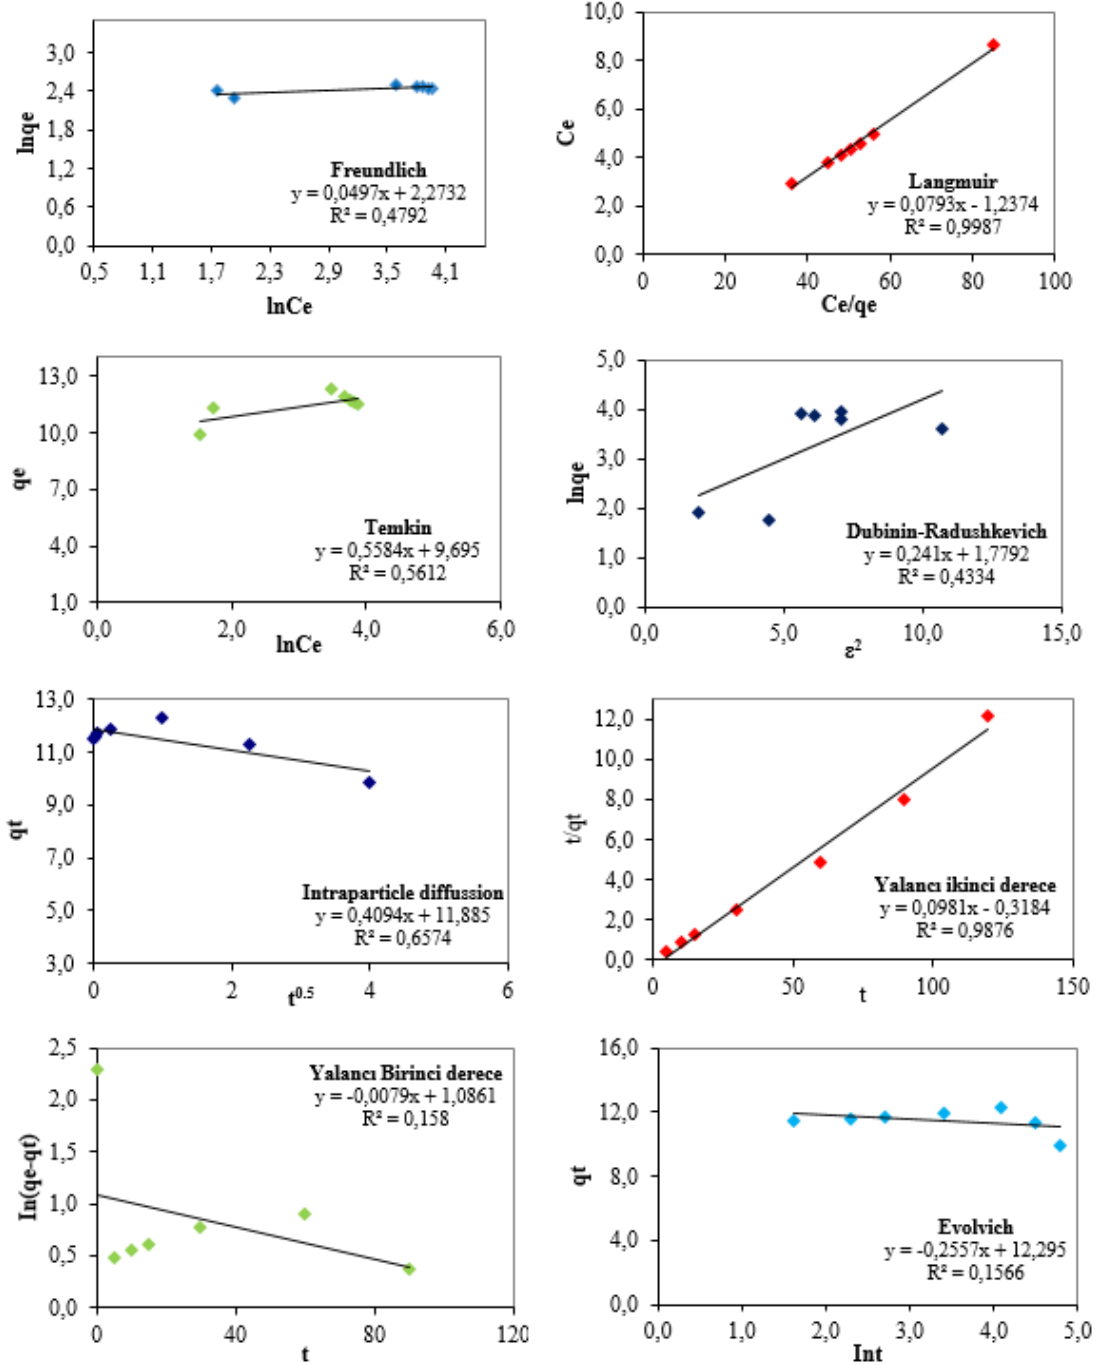 3,0
2,4
1,8
1,2
0,6
0,0
lnqe
0,5 1,1 1,7 2,3 2,9 3,5 4,1
lnCe
Freundlich
y = 0,0497x + 2,2732
R² = 0,4792
10,0
8,0
6,0
4,0
2,0
0,0
Ce
0 20 40 60 80 100
Ce/qe
Langmuir
y = 0,0793x - 1,2374
R² = 0,9987
13,0
10,0
7,0
4,0
1,0
qe
0,0 2,0 4,0 6,0
lnCe
Temkin
y = 0,5584x + 9,695
R² = 0,5612
5,0
4,0
3,0
2,0
1,0
0,0
lnqe
0,0 5,0 10,0 15,0
ε²
Dubinin-Radushkevich
y = 0,241x + 1,7792
R² = 0,4334
13,0
11,0
9,0
7,0
5,0
3,0
qt
0 2 4 6
t^0.5
Intraparticle diffussion
y = 0,4094x + 11,885
R² = 0,6574
12,0
10,0
8,0
6,0
4,0
2,0
0,0
t/qt
0 50 100 150
t
Yalancı ikinci derece
y = 0,0981x - 0,3184
R² = 0,9876
2,5
2,0
1,5
1,0
0,5
0,0
In(qe-qt)
0 40 80 120
t
Yalancı Birinci derece
y = -0,0079x + 1,0861
R² = 0,158
16,0
12,0
8,0
4,0
0,0
qt
0,0 1,0 2,0 3,0 4,0 5,0
Int
Evolvich
y = -0,2557x + 12,295
R² = 0,1566